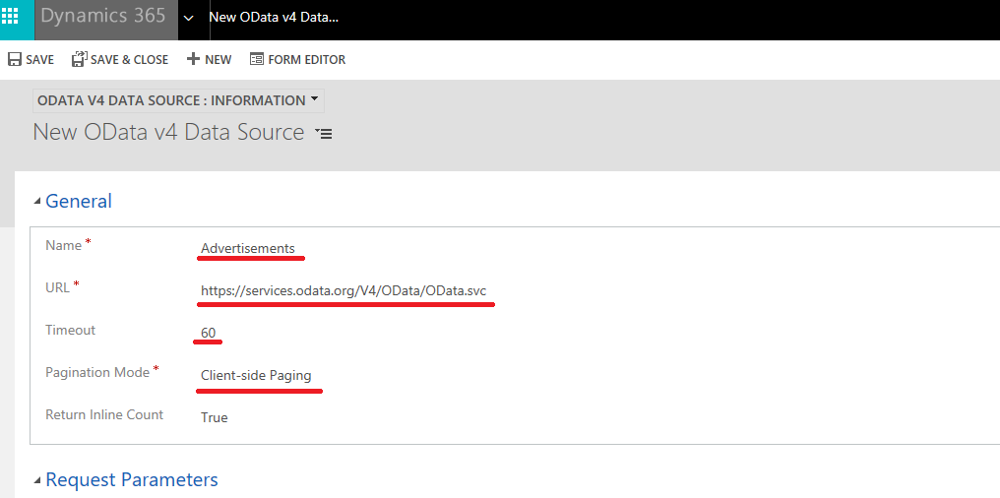 Dynamics 365 New OData v4 Data...
SAVE SAVE & CLOSE NEW FORM EDITOR
ODATA V4 DATA SOURCE : INFORMATION
New OData v4 Data Source
General
Name * Advertisements
URL * https://services.odata.org/V4/OData/OData.svc
Timeout 60
Pagination Mode * Client-side Paging
Return Inline Count True
Request Parameters